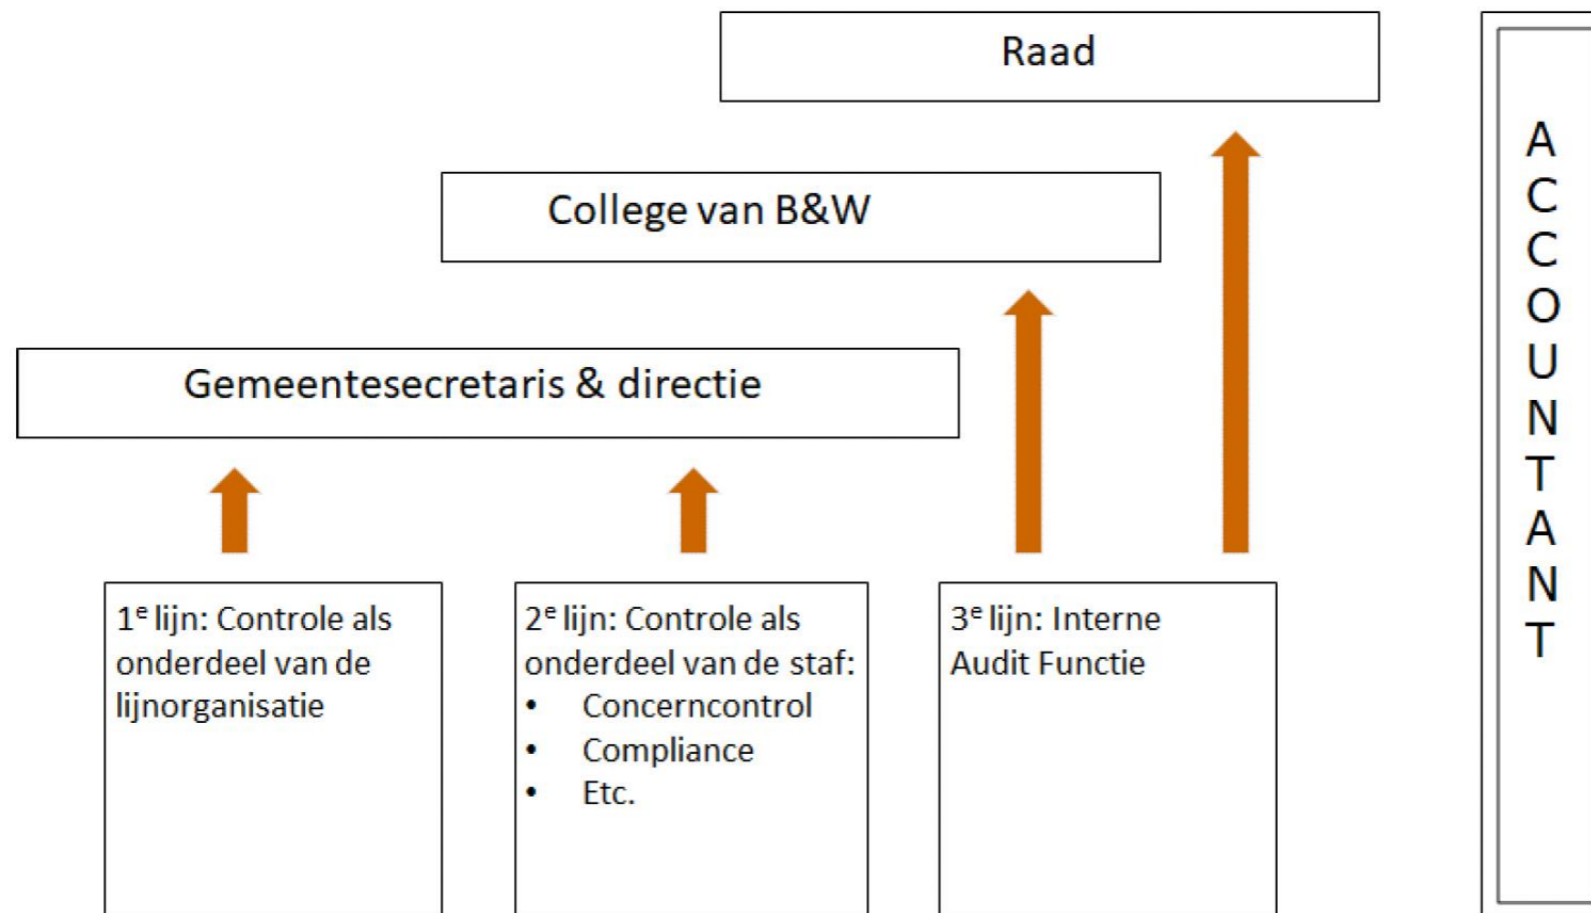 Raad
College van B&W
Gemeentesecretaris & directie
1e lijn: Controle als
onderdeel van de
lijnorganisatie
2e lijn: Controle als
onderdeel van de staf:
• Concerncontrol
• Compliance
• Etc.
3e lijn: Interne
Audit Functie
A
C
C
O
U
N
T
A
N
T